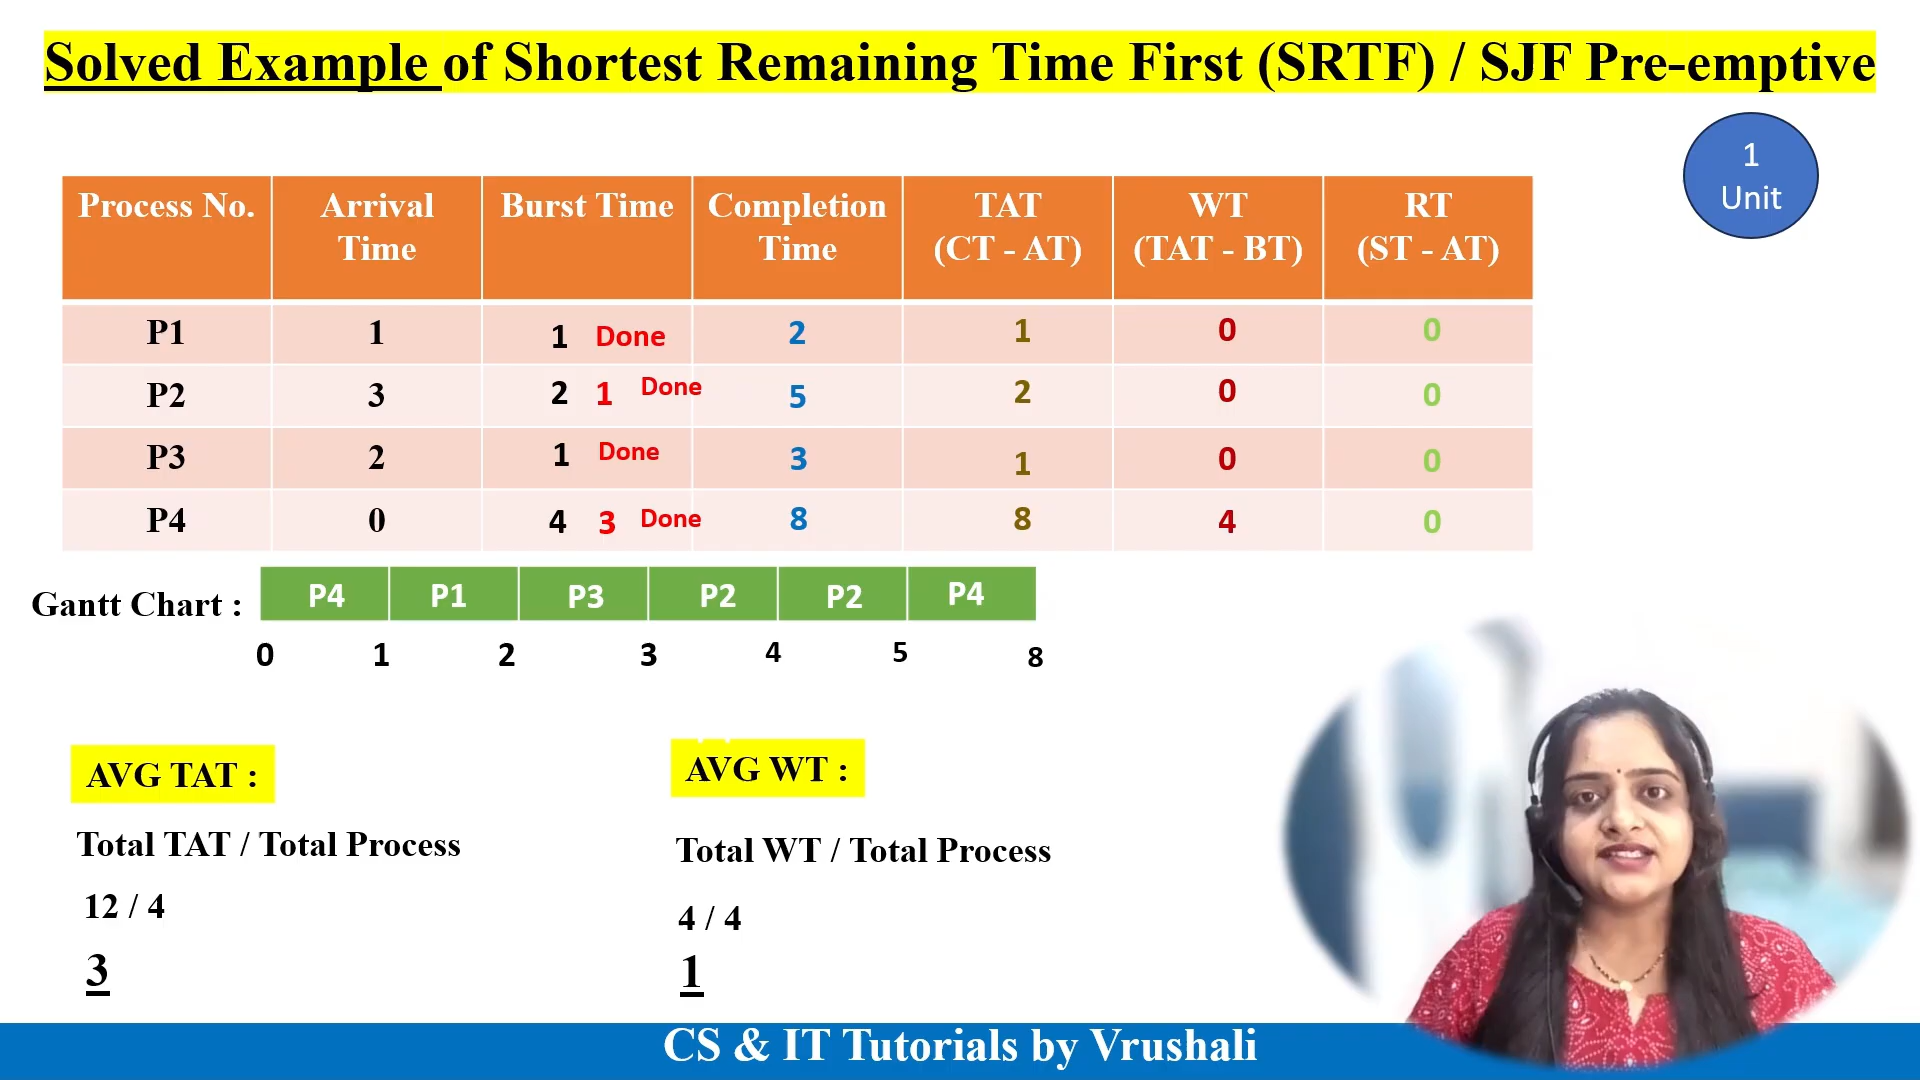 Solved Example of Shortest Remaining Time First (SRTF) / SJF Pre-emptive
1
Unit
Process No. Arrival Time Burst Time Completion Time TAT (CT - AT) WT (TAT - BT) RT (ST - AT)
P1 1 1 Done 2 1 0 0
P2 3 2 1 Done 5 2 0 0
P3 2 1 Done 3 1 0 0
P4 0 4 3 Done 8 8 4 0
Gantt Chart : P4 P1 P3 P2 P2 P4
0 1 2 3 4 5 8
AVG TAT :
Total TAT / Total Process
12 / 4
3
AVG WT :
Total WT / Total Process
4 / 4
1
CS & IT Tutorials by Vrushali